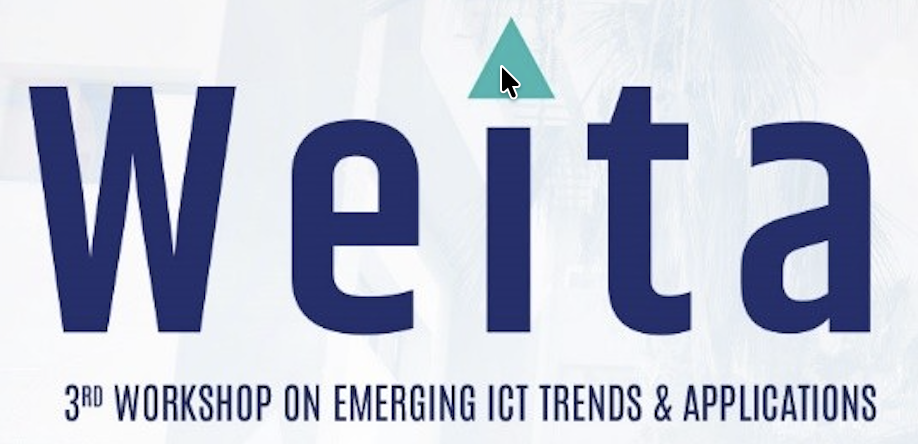 Weita
3RD WORKSHOP ON EMERGING ICT TRENDS & APPLICATIONS